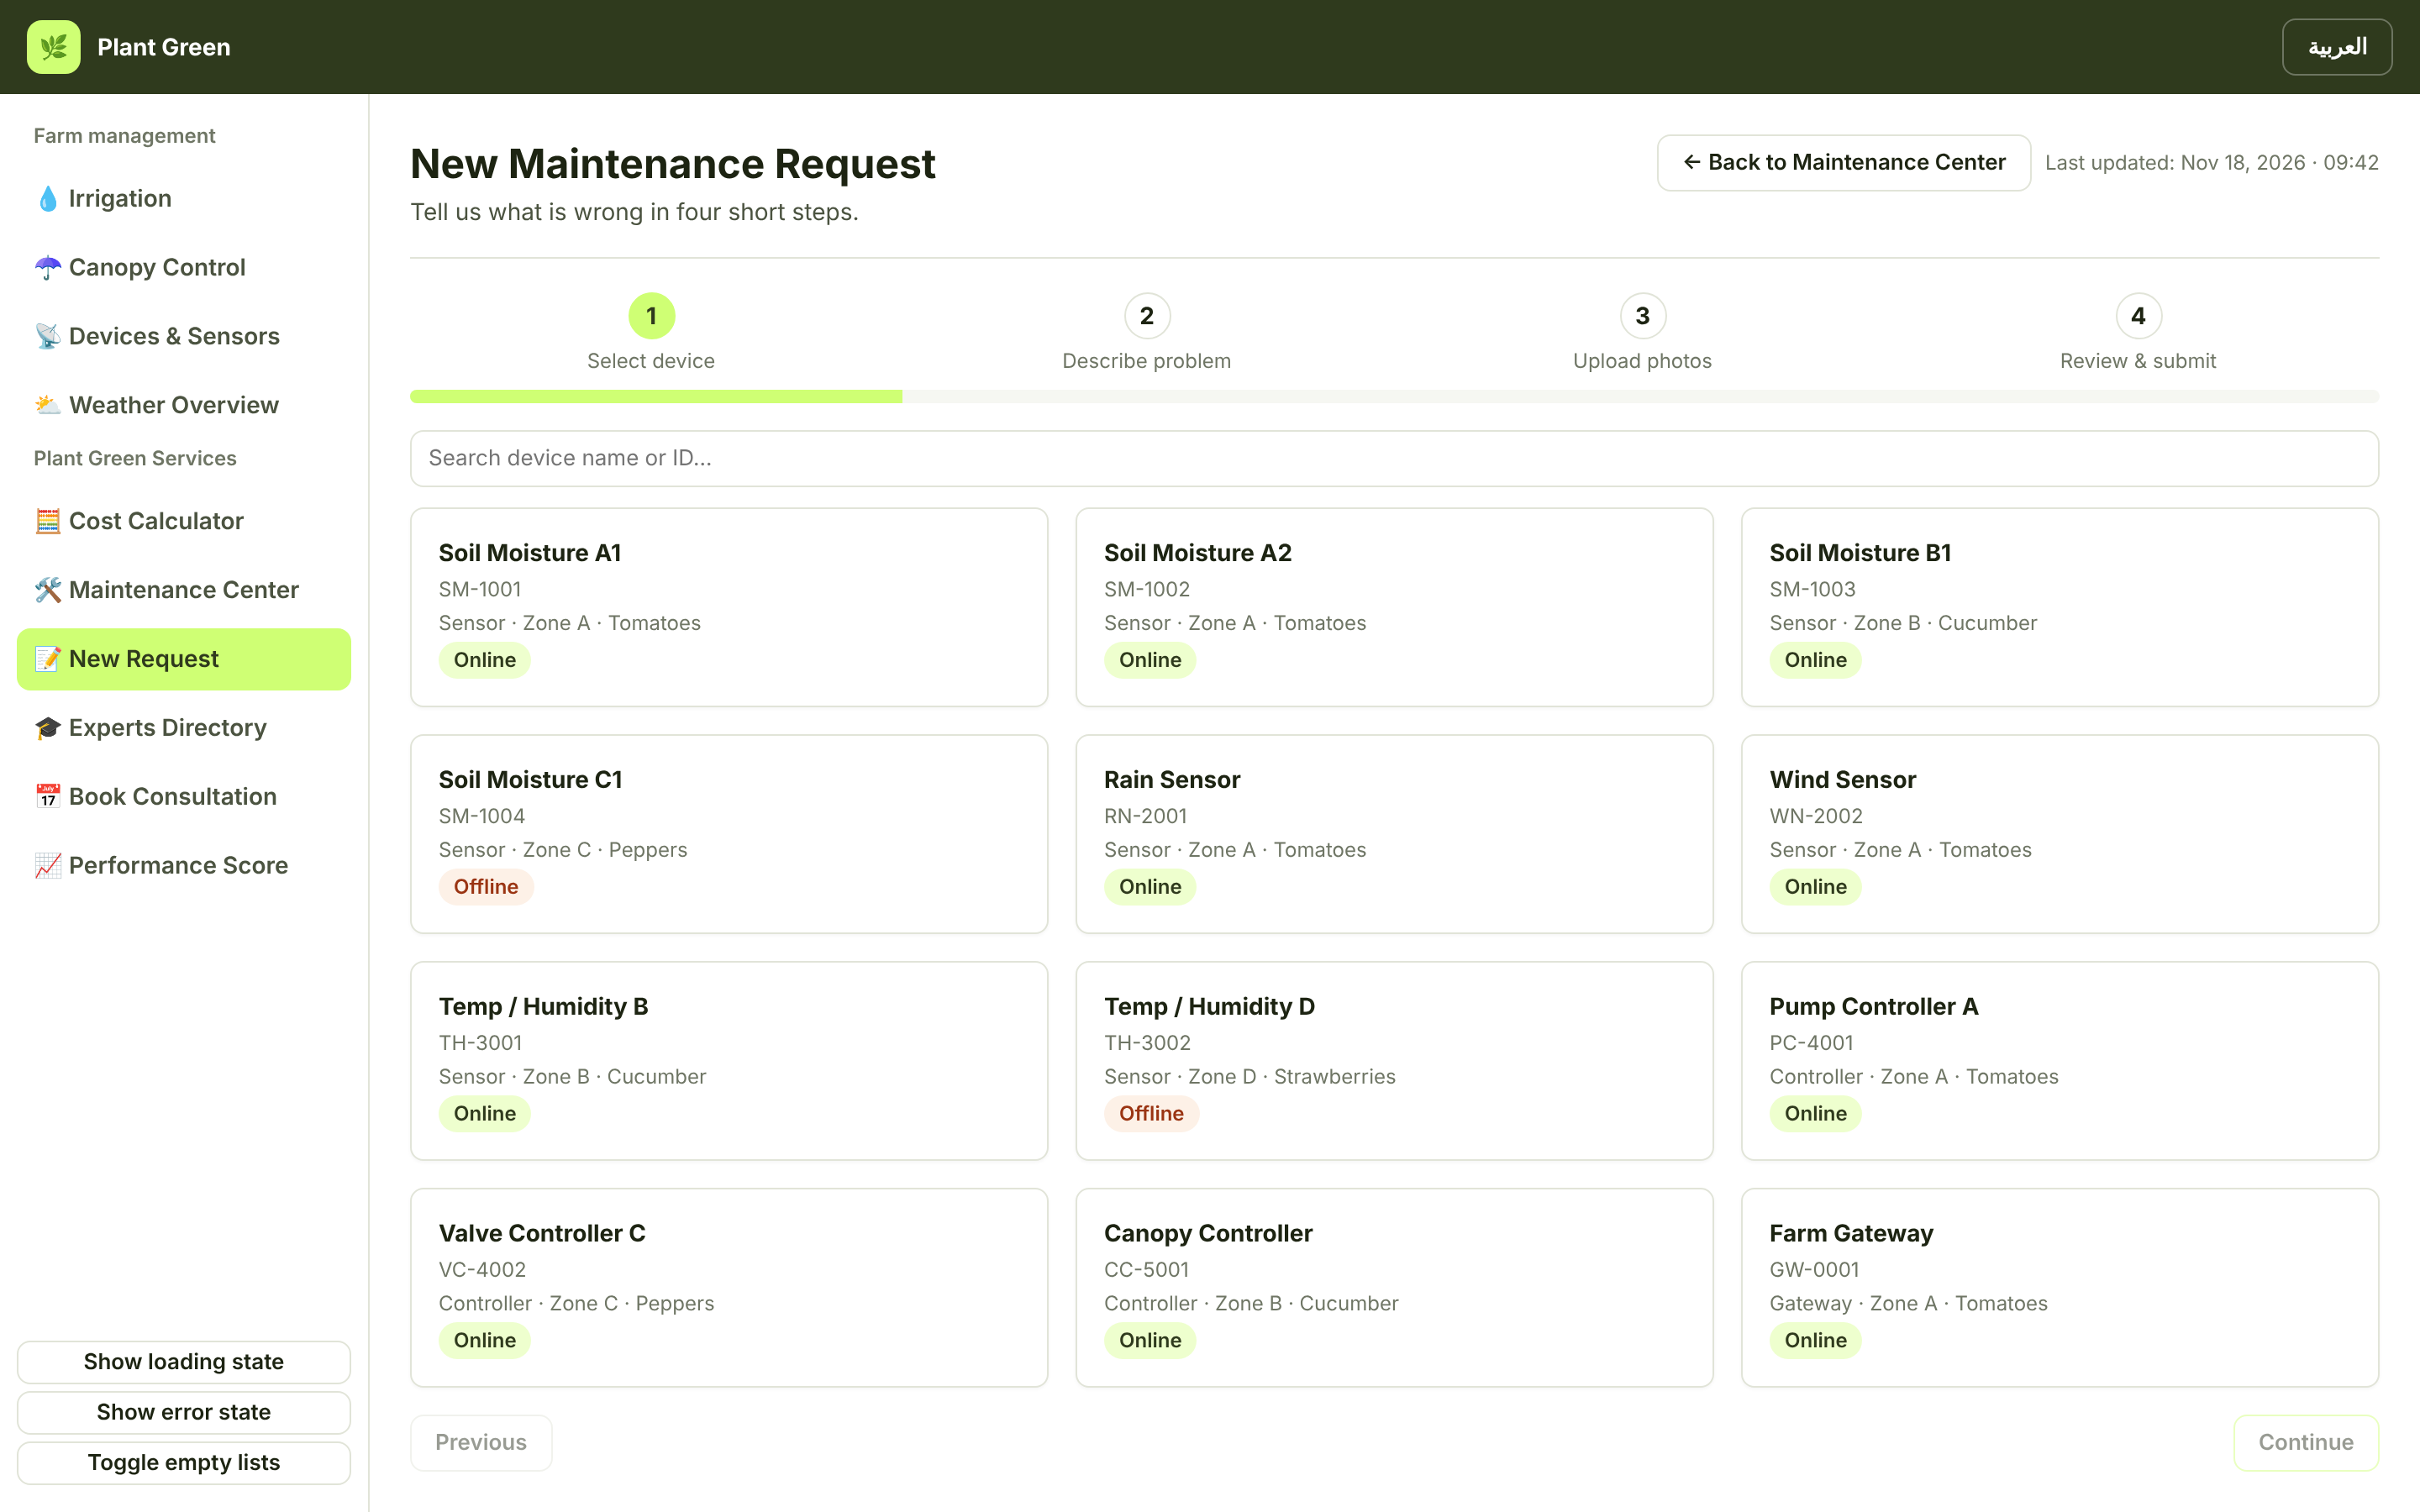 Plant Green
العربية
Farm management
Irrigation
Canopy Control
Devices & Sensors
Weather Overview
Plant Green Services
Cost Calculator
Maintenance Center
New Request
Experts Directory
Book Consultation
Performance Score
Show loading state
Show error state
Toggle empty lists
New Maintenance Request
Tell us what is wrong in four short steps.
← Back to Maintenance Center
Last updated: Nov 18, 2026 · 09:42
1
Select device
2
Describe problem
3
Upload photos
4
Review & submit
Search device name or ID...
Soil Moisture A1
SM-1001
Sensor · Zone A · Tomatoes
Online
Soil Moisture A2
SM-1002
Sensor · Zone A · Tomatoes
Online
Soil Moisture B1
SM-1003
Sensor · Zone B · Cucumber
Online
Soil Moisture C1
SM-1004
Sensor · Zone C · Peppers
Offline
Rain Sensor
RN-2001
Sensor · Zone A · Tomatoes
Online
Wind Sensor
WN-2002
Sensor · Zone A · Tomatoes
Online
Temp / Humidity B
TH-3001
Sensor · Zone B · Cucumber
Online
Temp / Humidity D
TH-3002
Sensor · Zone D · Strawberries
Offline
Pump Controller A
PC-4001
Controller · Zone A · Tomatoes
Online
Valve Controller C
VC-4002
Controller · Zone C · Peppers
Online
Canopy Controller
CC-5001
Controller · Zone B · Cucumber
Online
Farm Gateway
GW-0001
Gateway · Zone A · Tomatoes
Online
Previous
Continue